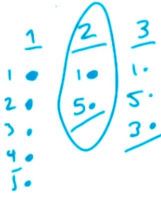 1 2 3
1 • 1 • 1 •
2 • 5 • 5 •
3 • 3 •
4 •
5 •